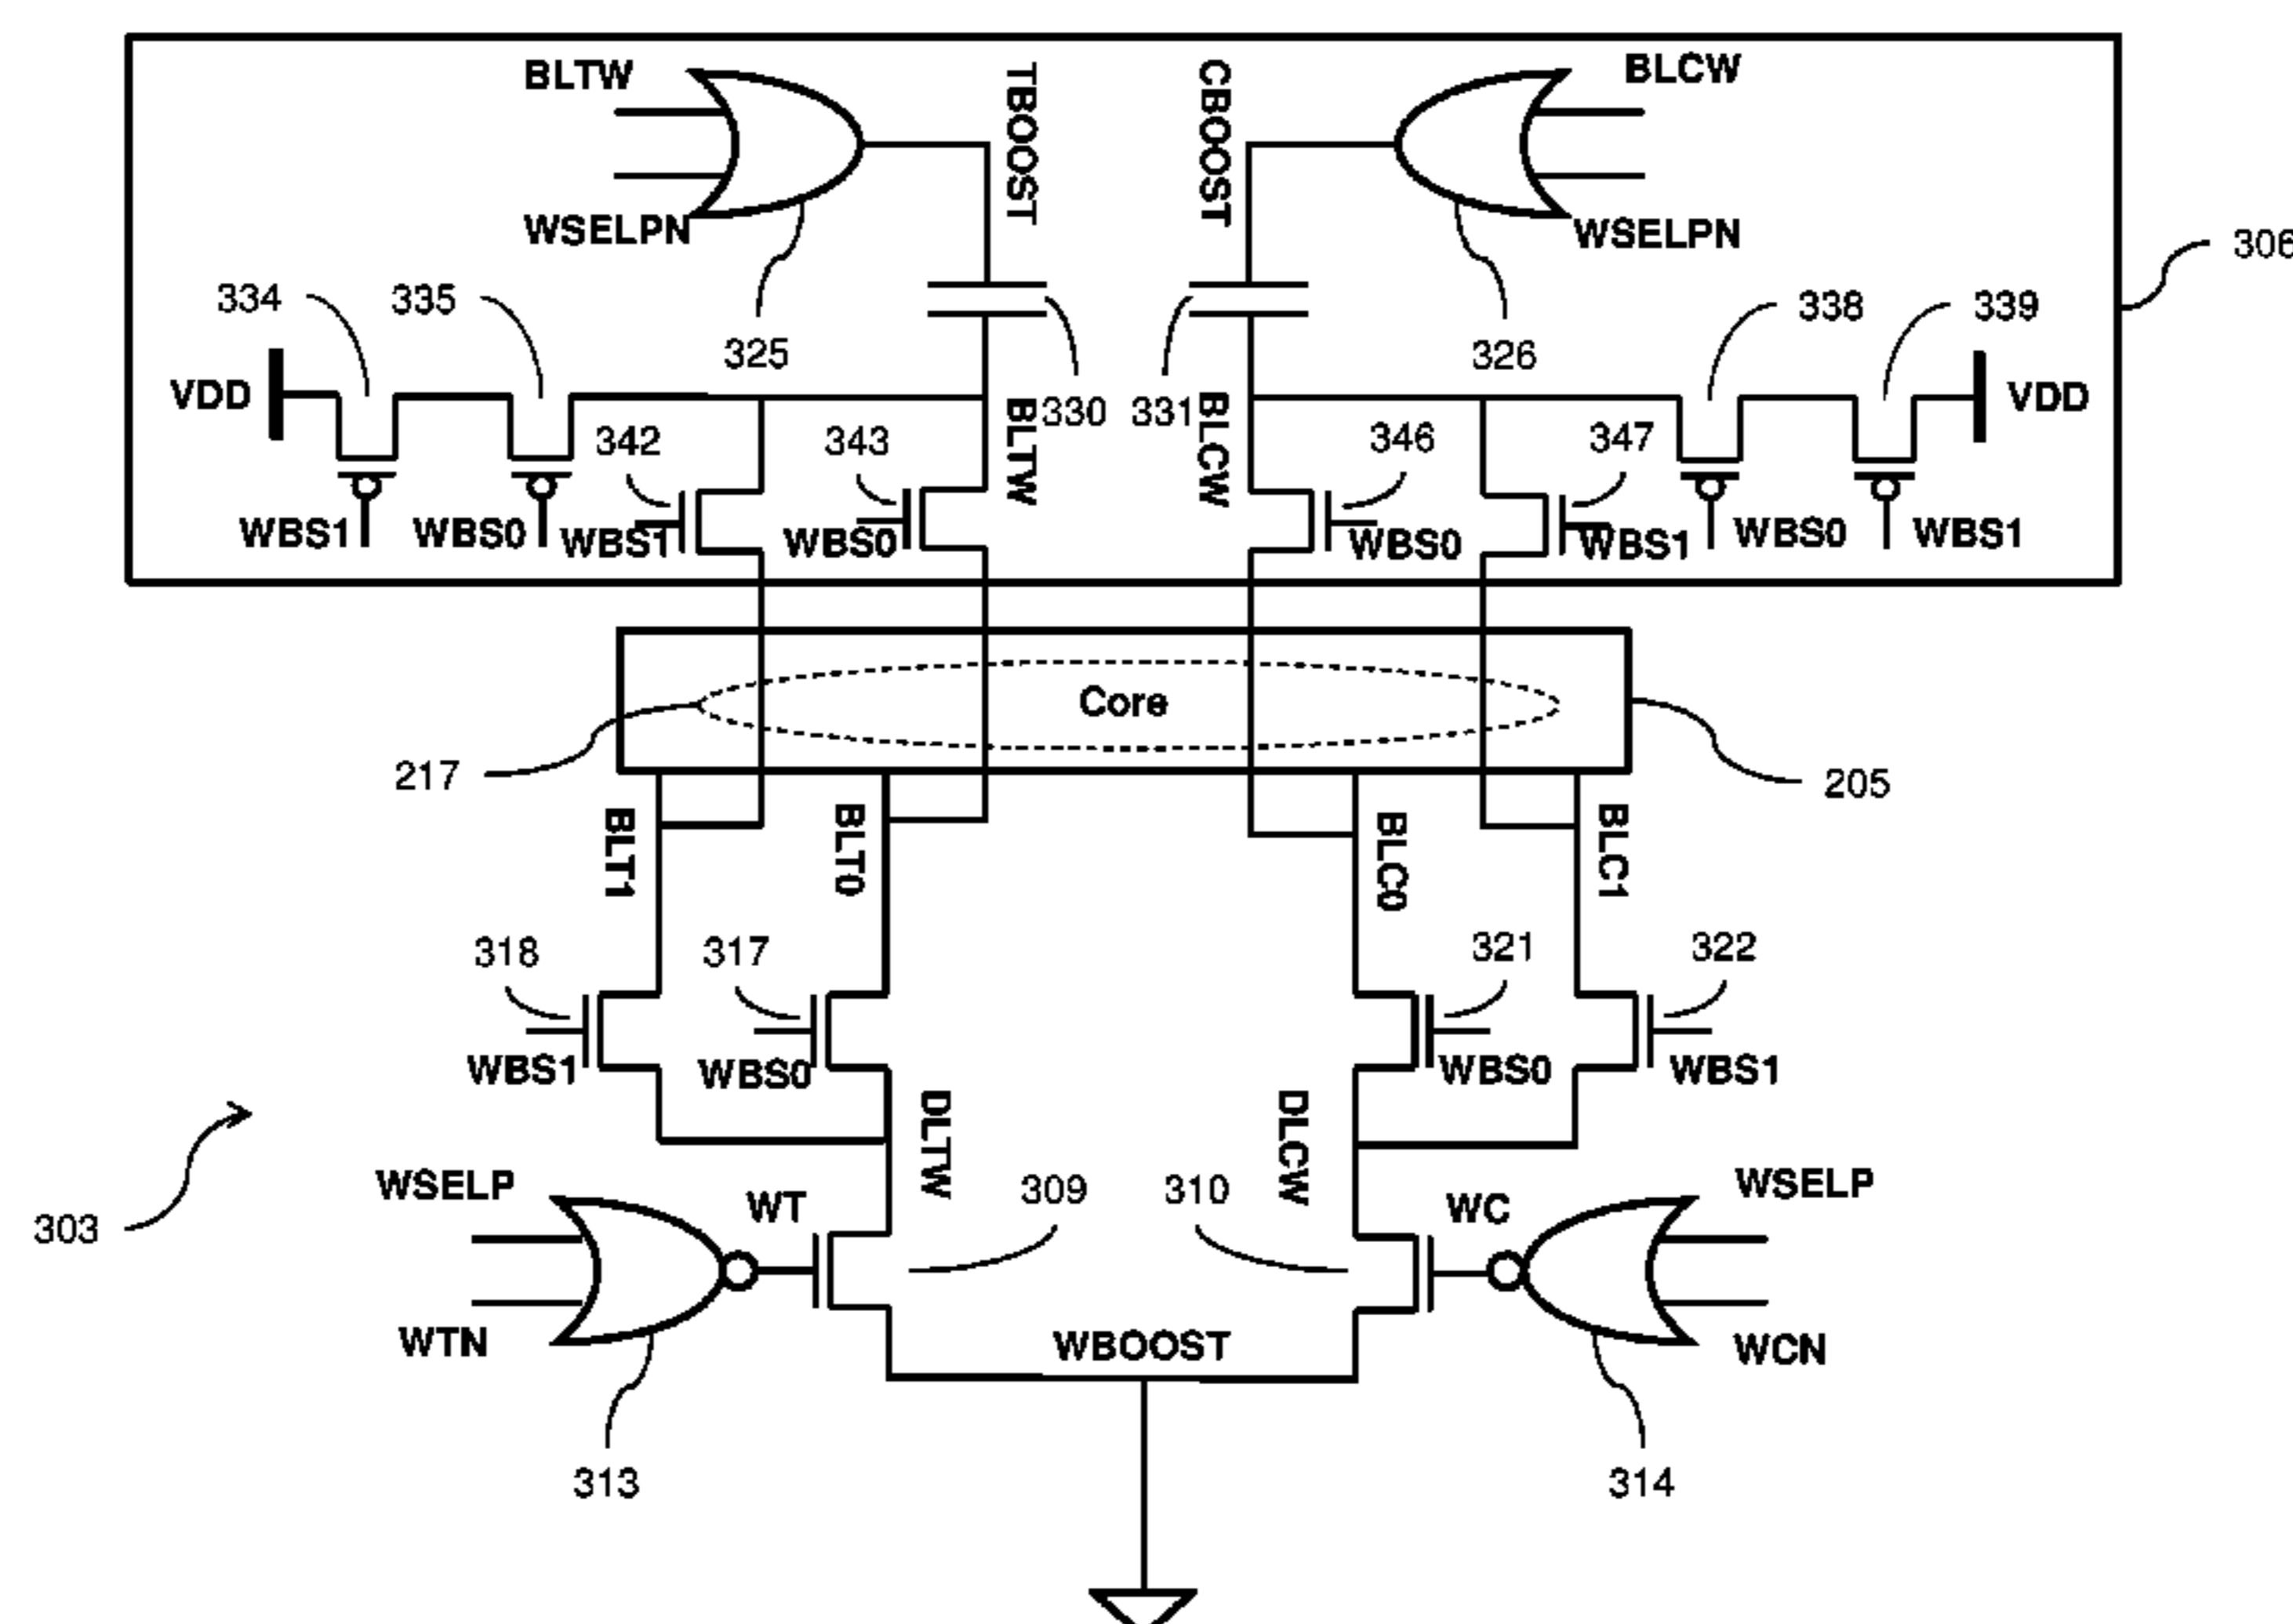 BLTW
TBOOST
CBOOST
BLCW
WSELPN
WSELPN
306
334
335
325
326
338
339
VDD
330
331
VDD
342
343
BLTW
BLCW
346
347
WBS1
WBS0
WBS1
WBS0
WBS0
WBS1
WBS0
WBS1
Core
217
205
BLT1
BLT0
BLC0
BLC1
318
317
321
322
WBS1
WBS0
WBS0
WBS1
DLTW
DLCW
WSELP
WT
309
310
WC
WSELP
303
WTN
WBOOST
WCN
313
314